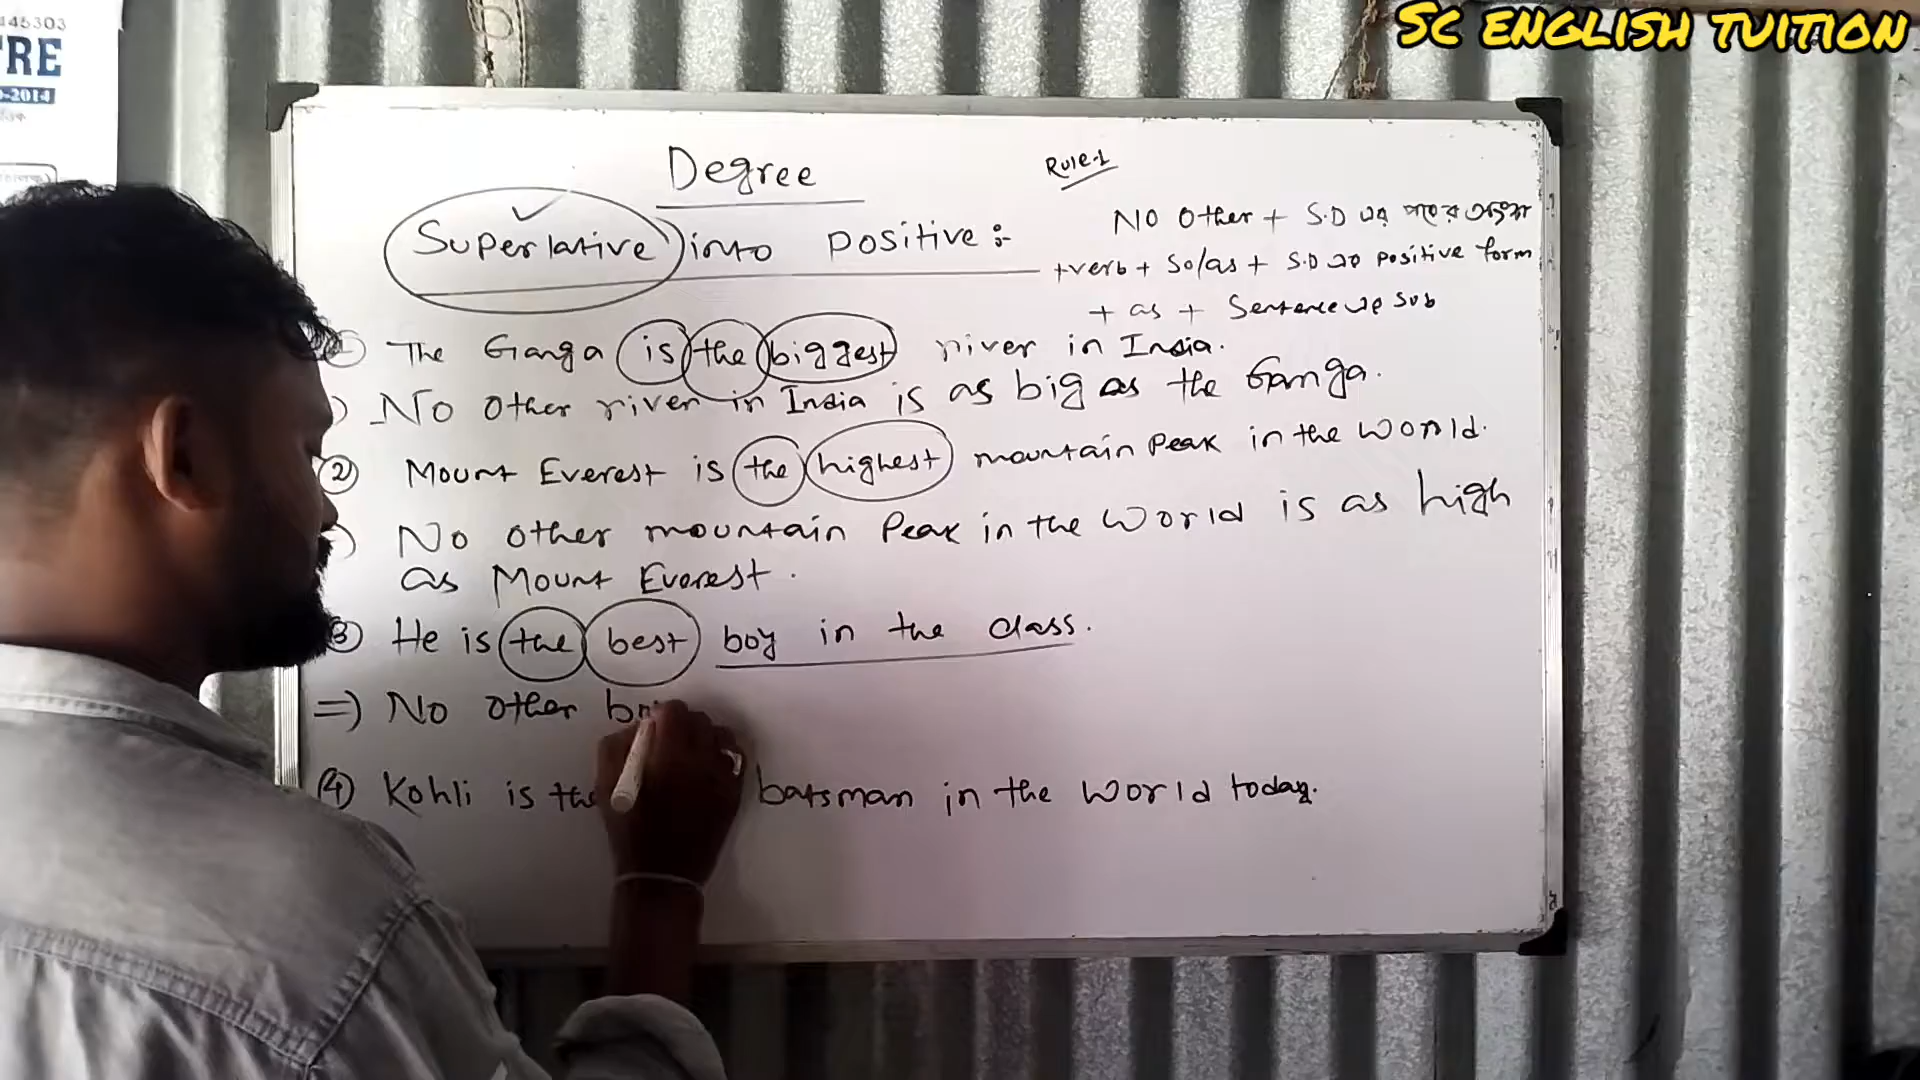 445303
TRE
0-2014
SC ENGLISH TUITION
Degree
Rule-1
Superlative into positive :-
No other + S.D এর পরের অংশ
+verb + so/as + S.D এর positive form
+ as + Sentence এর sub
The Ganga is the biggest river in India.
No other river in India is as big as the Ganga.
② Mount Everest is the highest mountain Peak in the World.
No other mountain Peak in the World is as high
as Mount Everest.
③ He is the best boy in the class.
=) No other bo
④ Kohli is the batsman in the World today.